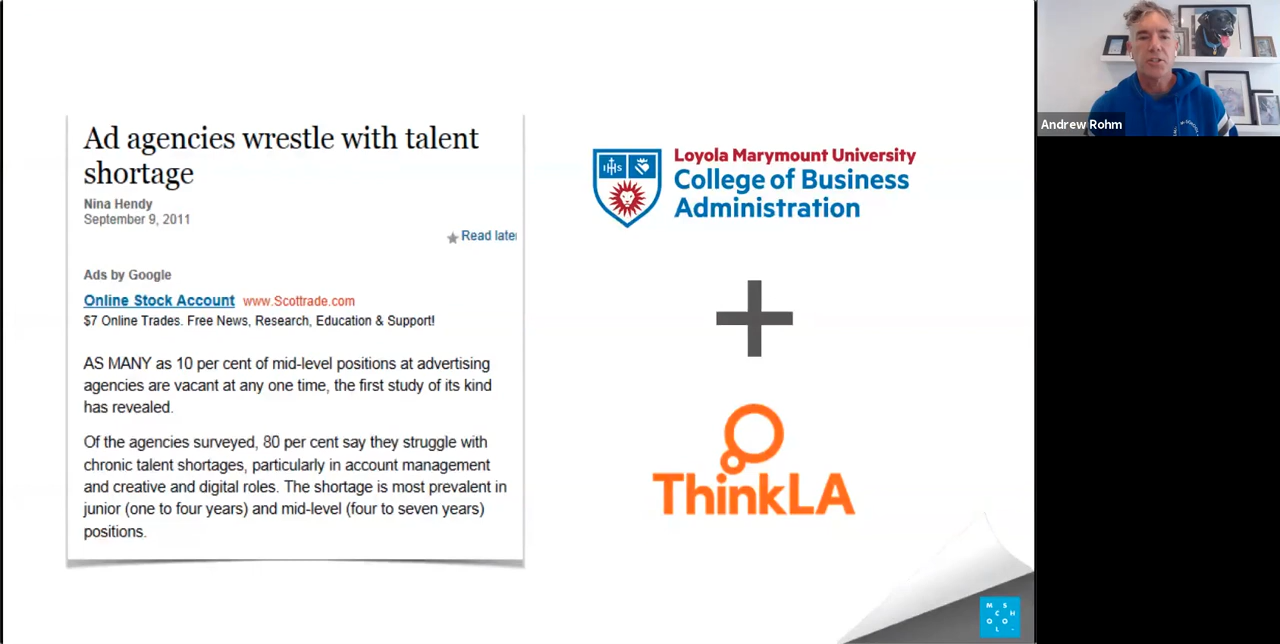 Ad agencies wrestle with talent
shortage
Nina Hendy
September 9, 2011
Read late
Ads by Google
Online Stock Account www.Scottrade.com
$7 Online Trades. Free News, Research, Education & Support!
AS MANY as 10 per cent of mid-level positions at advertising
agencies are vacant at any one time, the first study of its kind
has revealed.
Of the agencies surveyed, 80 per cent say they struggle with
chronic talent shortages, particularly in account management
and creative and digital roles. The shortage is most prevalent in
junior (one to four years) and mid-level (four to seven years)
positions.
IHS
Loyola Marymount University
College of Business
Administration
ThinkLA
M S
C H
O O
L
Andrew Rohm